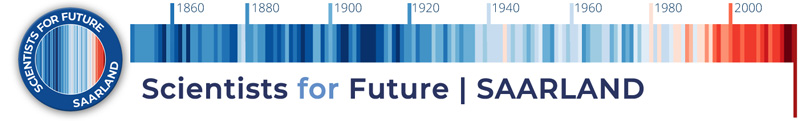 1860 1880 1900 1920 1940 1960 1980 2000
SCIENTISTS FOR FUTURE
SAARLAND
Scientists for Future | SAARLAND